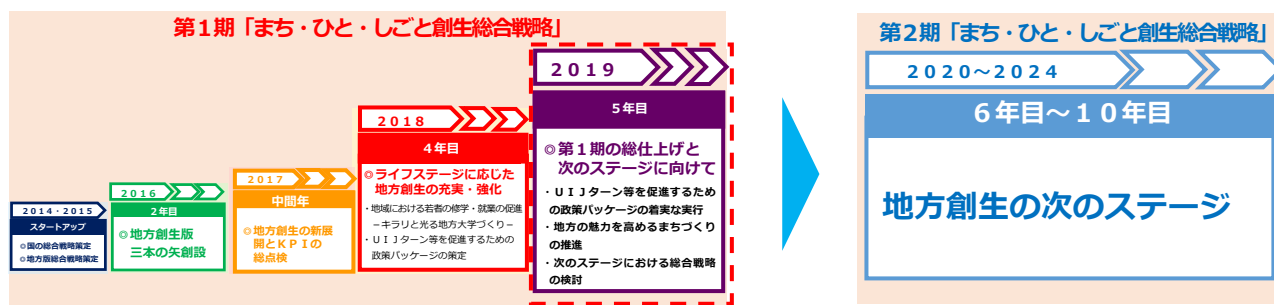 第１期「まち・ひと・しごと創生総合戦略」
２０１４・２０１５
スタートアップ
◎国の総合戦略策定
◎地方版総合戦略策定
２０１６
２年目
◎地方創生版
三本の矢創設
２０１７
中間年
◎地方創生の新展
開とＫＰＩの
総点検
２０１８
４年目
◎ライフステージに応じた
地方創生の充実・強化
・地域における若者の修学・就業の促進
－キラリと光る地方大学づくり－
・ＵＩＪターン等を促進するための
政策パッケージの策定
２０１９
５年目
◎第１期の総仕上げと
次のステージに向けて
・ＵＩＪターン等を促進するため
の政策パッケージの着実な実行
・地方の魅力を高めるまちづくり
の推進
・次のステージにおける総合戦略
の検討
第２期「まち・ひと・しごと創生総合戦略」
２０２０～２０２４
６年目～１０年目
地方創生の次のステージ